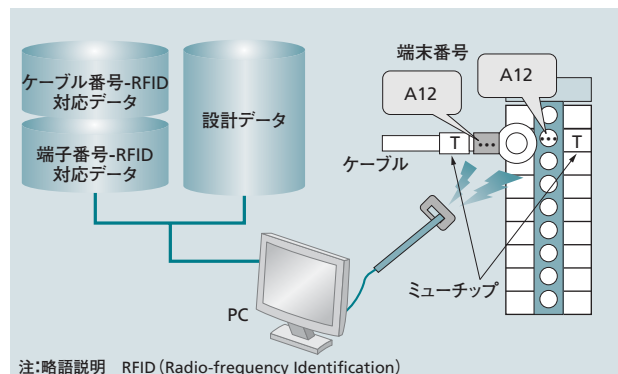 ケーブル番号-RFID
対応データ
端子番号-RFID
対応データ
設計データ
端末番号
A12
A12
T
T
ケーブル
ミューチップ
PC
注:略語説明 RFID(Radio-frequency Identification)